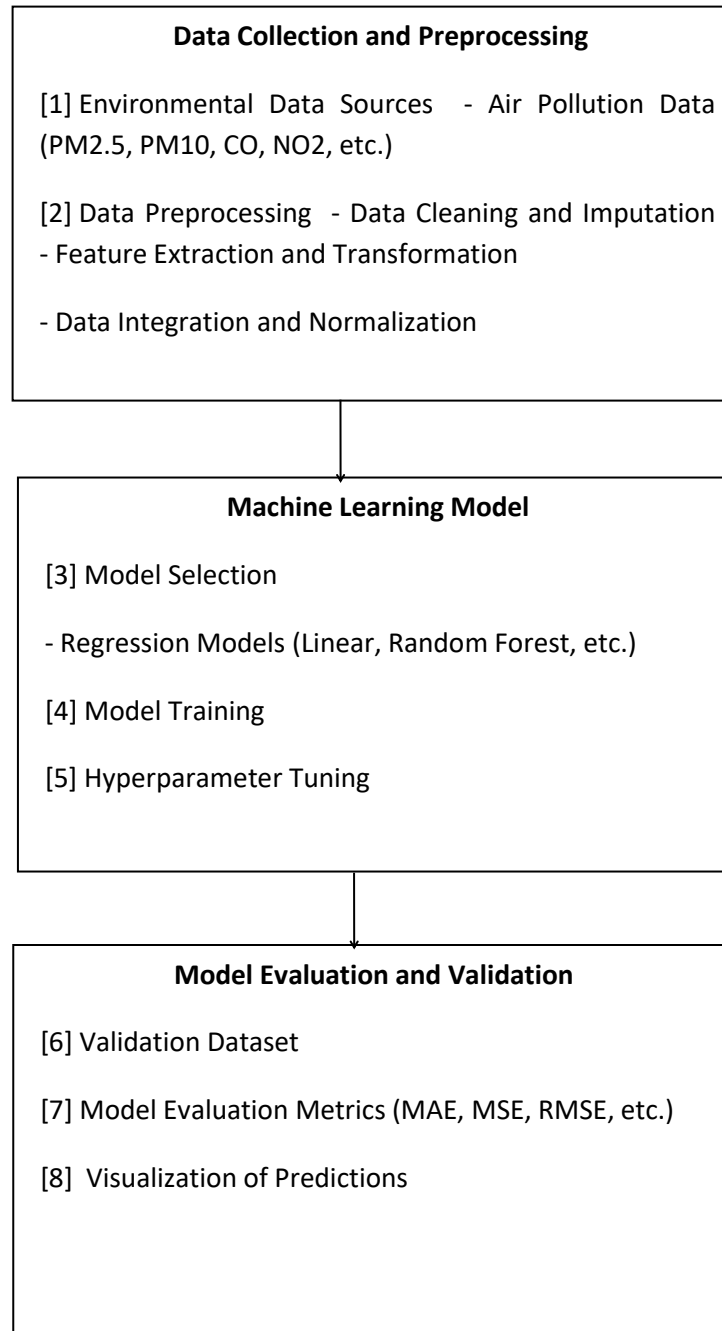 Data Collection and Preprocessing
[1] Environmental Data Sources - Air Pollution Data
(PM2.5, PM10, CO, NO2, etc.)
[2] Data Preprocessing - Data Cleaning and Imputation
- Feature Extraction and Transformation
- Data Integration and Normalization
Machine Learning Model
[3] Model Selection
- Regression Models (Linear, Random Forest, etc.)
[4] Model Training
[5] Hyperparameter Tuning
Model Evaluation and Validation
[6] Validation Dataset
[7] Model Evaluation Metrics (MAE, MSE, RMSE, etc.)
[8] Visualization of Predictions